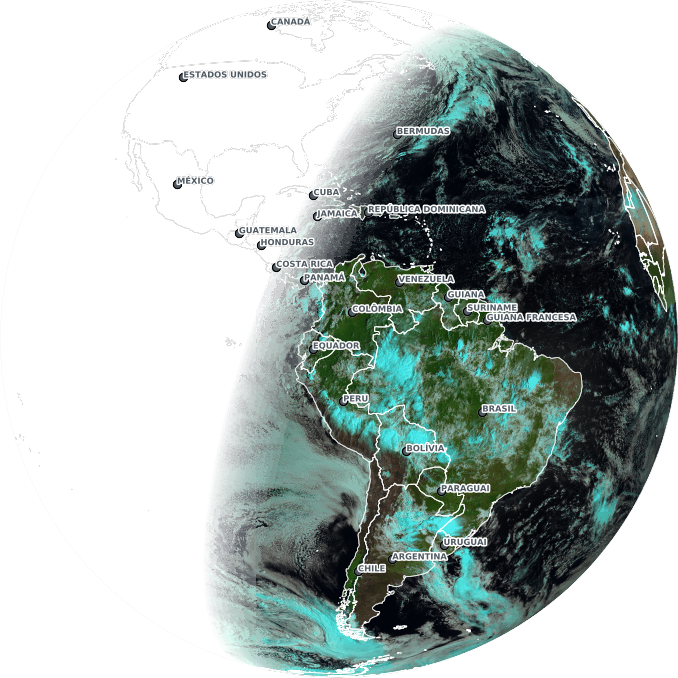 CANADÁ
ESTADOS UNIDOS
BERMUDAS
MÉXICO
CUBA
JAMAICA
REPÚBLICA DOMINICANA
GUATEMALA
HONDURAS
COSTA RICA
PANAMÁ
VENEZUELA
GUIANA
SURINAME
COLÔMBIA
GUIANA FRANCESA
EQUADOR
PERU
BRASIL
BOLÍVIA
PARAGUAI
URUGUAI
ARGENTINA
CHILE